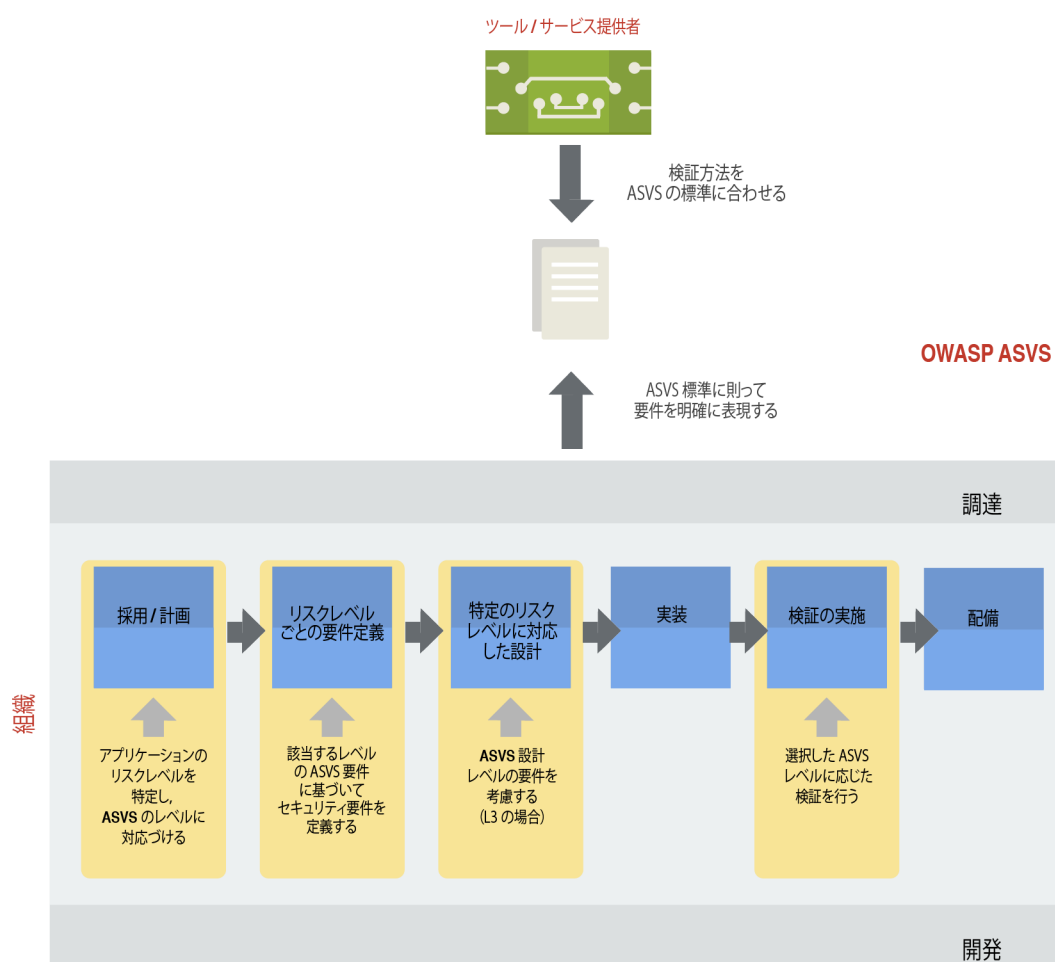 ツール / サービス提供者
検証方法を
ASVS の標準に合わせる
OWASP ASVS
ASVS 標準に則って
要件を明確に表現する
調達
組織
採用 / 計画
リスクレベル
ごとの要件定義
特定のリスク
レベルに対応
した設計
実装
検証の実施
配備
アプリケーションの
リスクレベルを
特定し,
ASVS のレベルに
対応づける
該当するレベル
の ASVS 要件
に基づいて
セキュリティ要件を
定義する
ASVS 設計
レベルの要件を
考慮する
(L3 の場合)
選択した ASVS
レベルに応じた
検証を行う
開発